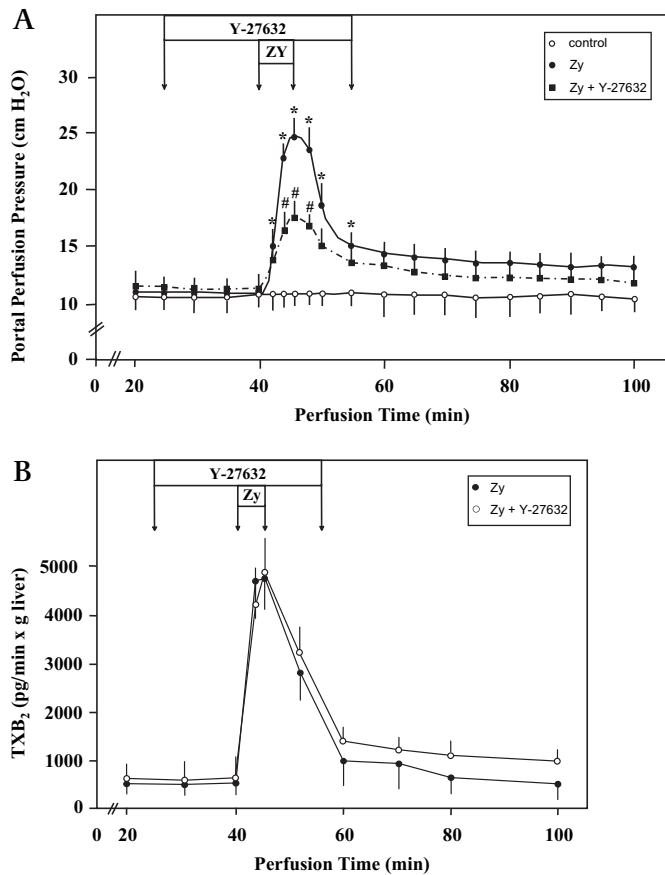 A
Y-27632
ZY
control
Zy
Zy + Y-27632
Portal Perfusion Pressure (cm H₂O)
35
30
25
20
15
10
0
* * * * * *
# # #
0 20 40 60 80 100
Perfusion Time (min)
B
Y-27632
Zy
Zy
Zy + Y-27632
TXB₂ (pg/min x g liver)
5000
4000
3000
2000
1000
0
0 20 40 60 80 100
Perfusion Time (min)